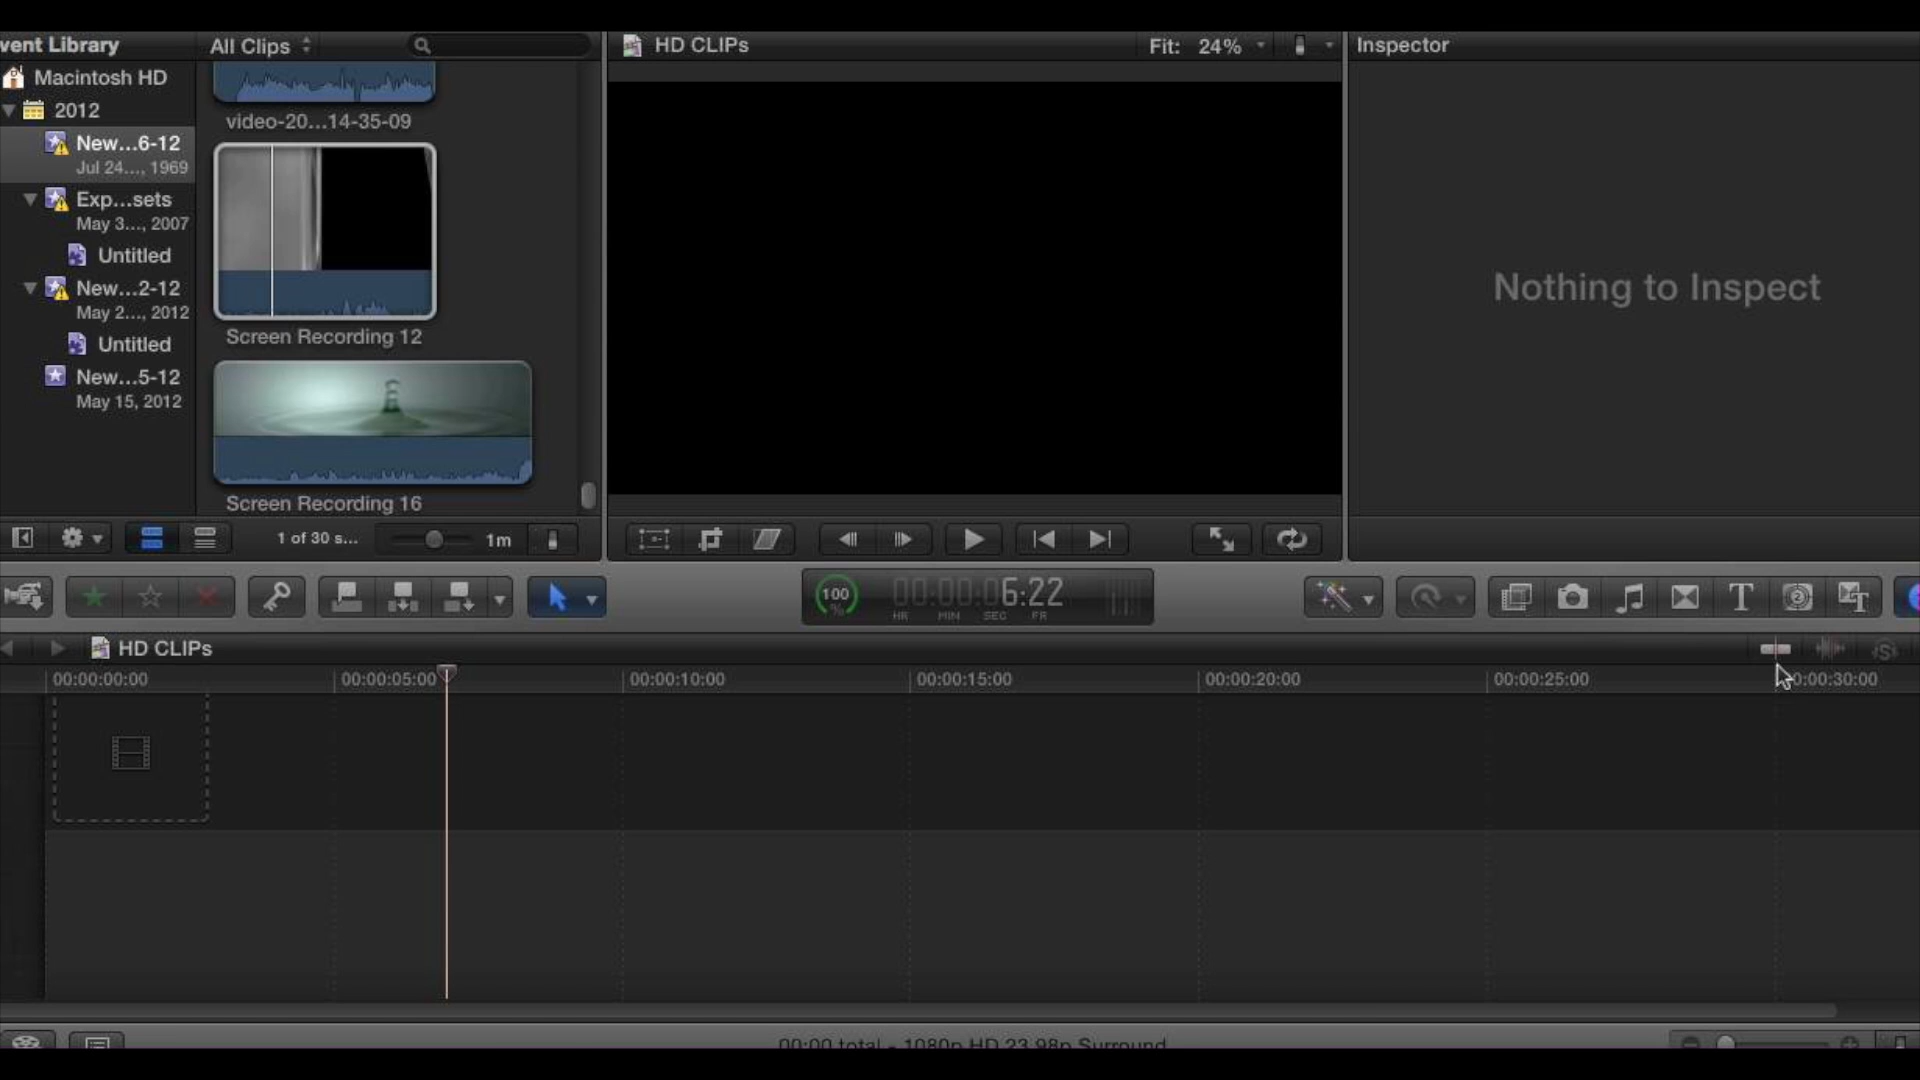 vent Library
All Clips
HD CLIPs
Fit: 24%
Inspector
Macintosh HD
2012
New...6-12
Jul 24..., 1969
Exp...sets
May 3..., 2007
Untitled
New...2-12
May 2..., 2012
Untitled
New...5-12
May 15, 2012
video-20...14-35-09
Screen Recording 12
Screen Recording 16
Nothing to Inspect
1 of 30 s...
1m
100
%
00:00:06:22
HR MIN SEC FR
T
HD CLIPs
00:00:00:00
00:00:05:00
00:00:10:00
00:00:15:00
00:00:20:00
00:00:25:00
0:00:30:00
00:00 total - 1080p HD 23.98p Surround